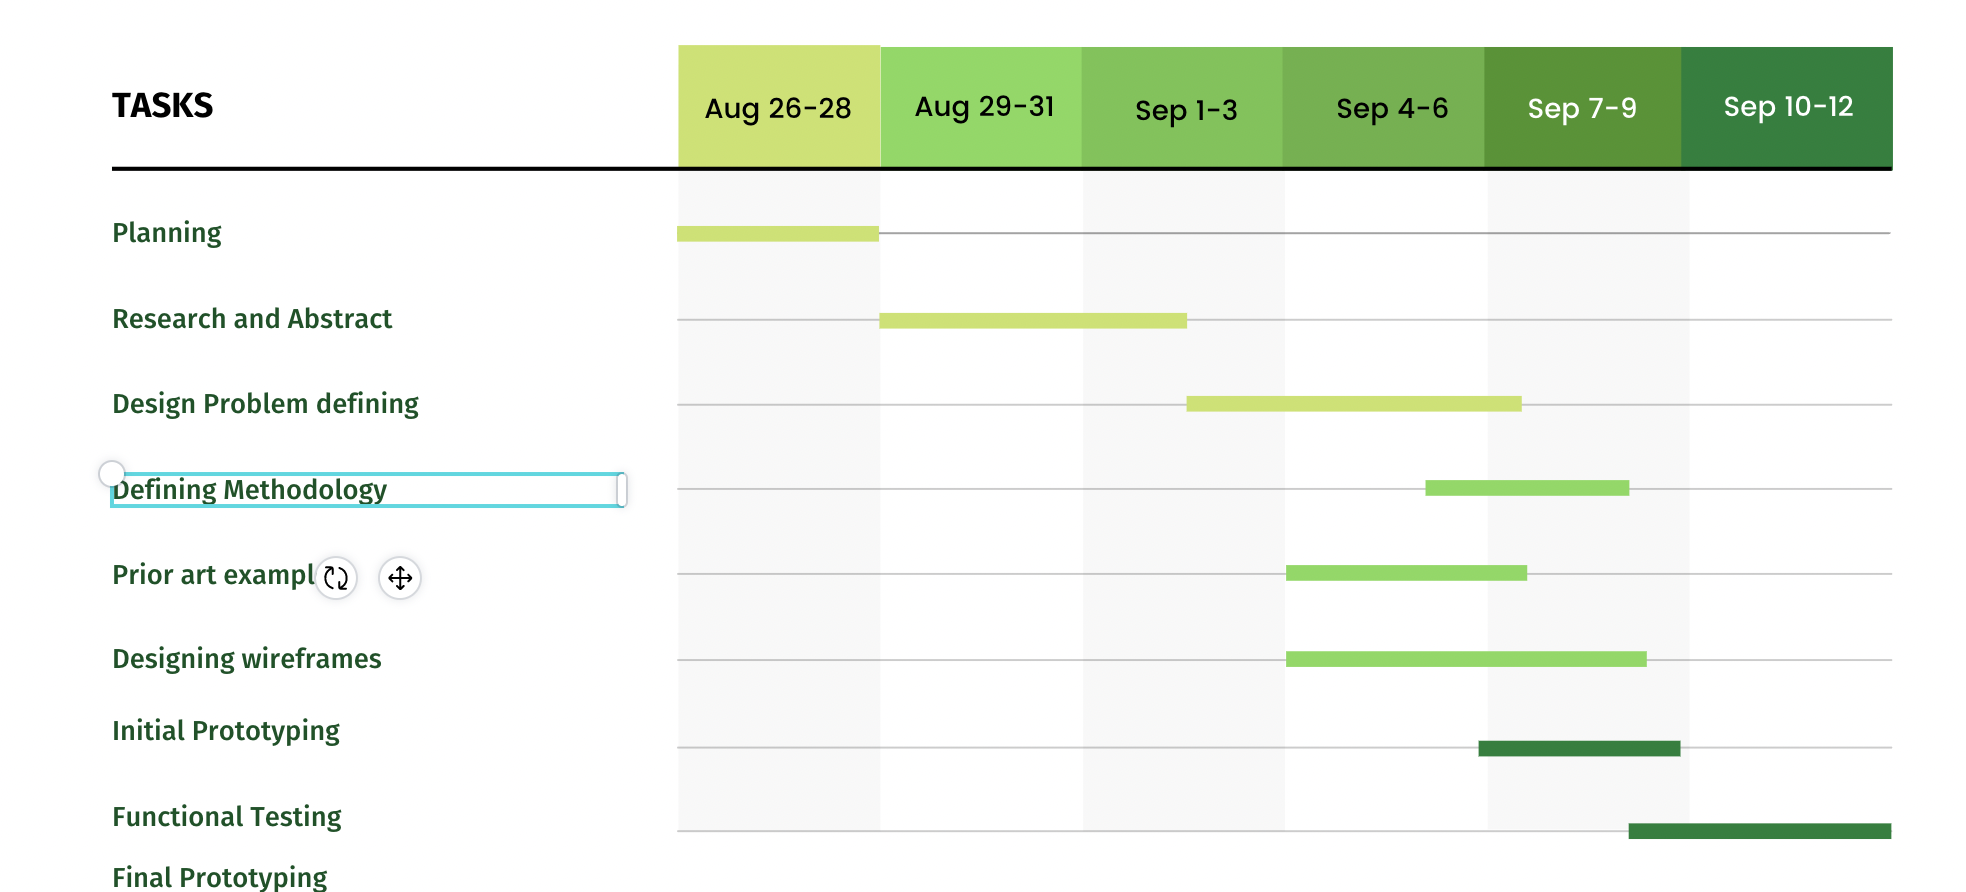 TASKS
Aug 26-28
Aug 29-31
Sep 1-3
Sep 4-6
Sep 7-9
Sep 10-12
Planning
Research and Abstract
Design Problem defining
Defining Methodology
Prior art exampl
Designing wireframes
Initial Prototyping
Functional Testing
Final Prototyping